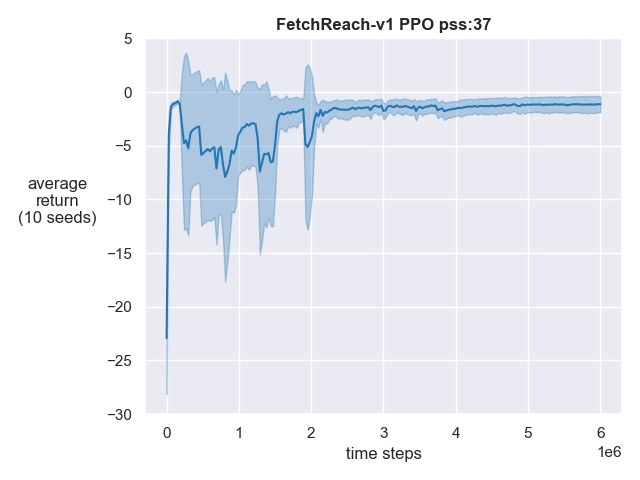 FetchReach-v1 PPO pss:37
5
0
−5
−10
−15
−20
−25
−30
average
return
(10 seeds)
0 1 2 3 4 5 6
1e6
time steps